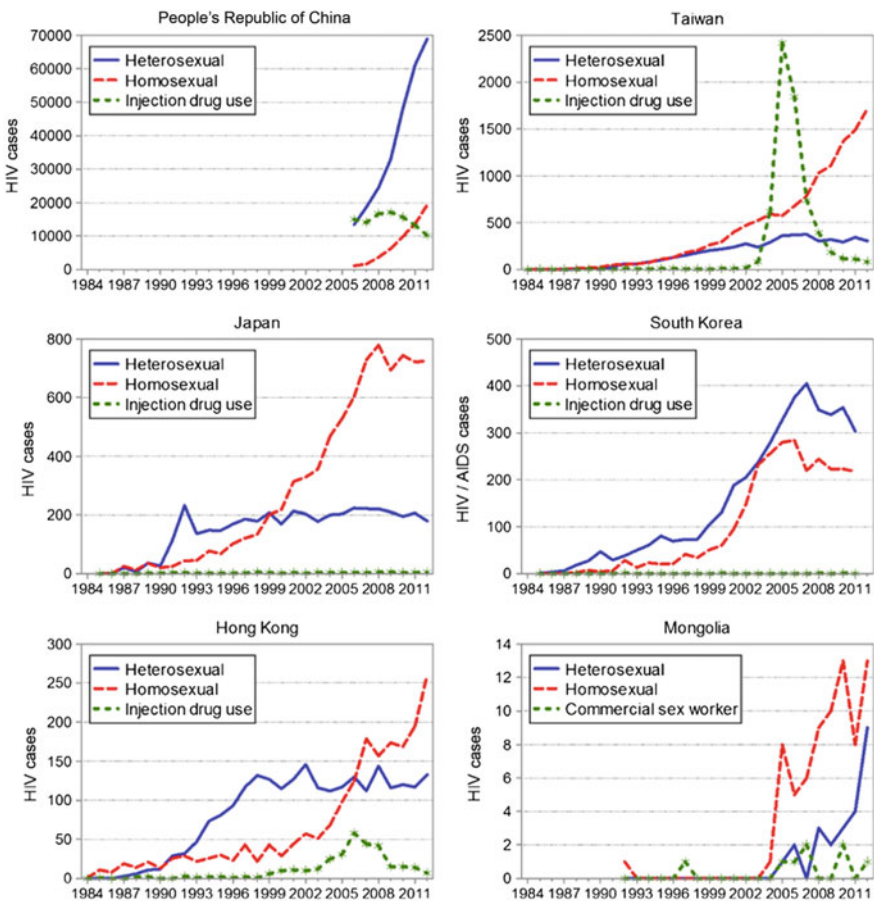 People's Republic of China
70000
60000
50000
40000
30000
20000
10000
0
HIV cases
Heterosexual
Homosexual
Injection drug use
1984 1987 1990 1993 1996 1999 2002 2005 2008 2011
Taiwan
2500
2000
1500
1000
500
0
HIV cases
Heterosexual
Homosexual
Injection drug use
1984 1987 1990 1993 1996 1999 2002 2005 2008 2011
Japan
800
600
400
200
0
HIV cases
Heterosexual
Homosexual
Injection drug use
1984 1987 1990 1993 1996 1999 2002 2005 2008 2011
South Korea
500
400
300
200
100
0
HIV / AIDS cases
Heterosexual
Homosexual
Injection drug use
1984 1987 1990 1993 1996 1999 2002 2005 2008 2011
Hong Kong
300
250
200
150
100
50
0
HIV cases
Heterosexual
Homosexual
Injection drug use
1984 1987 1990 1993 1996 1999 2002 2005 2008 2011
Mongolia
14
12
10
8
6
4
2
0
HIV cases
Heterosexual
Homosexual
Commercial sex worker
1984 1987 1990 1993 1996 1999 2002 2005 2008 2011